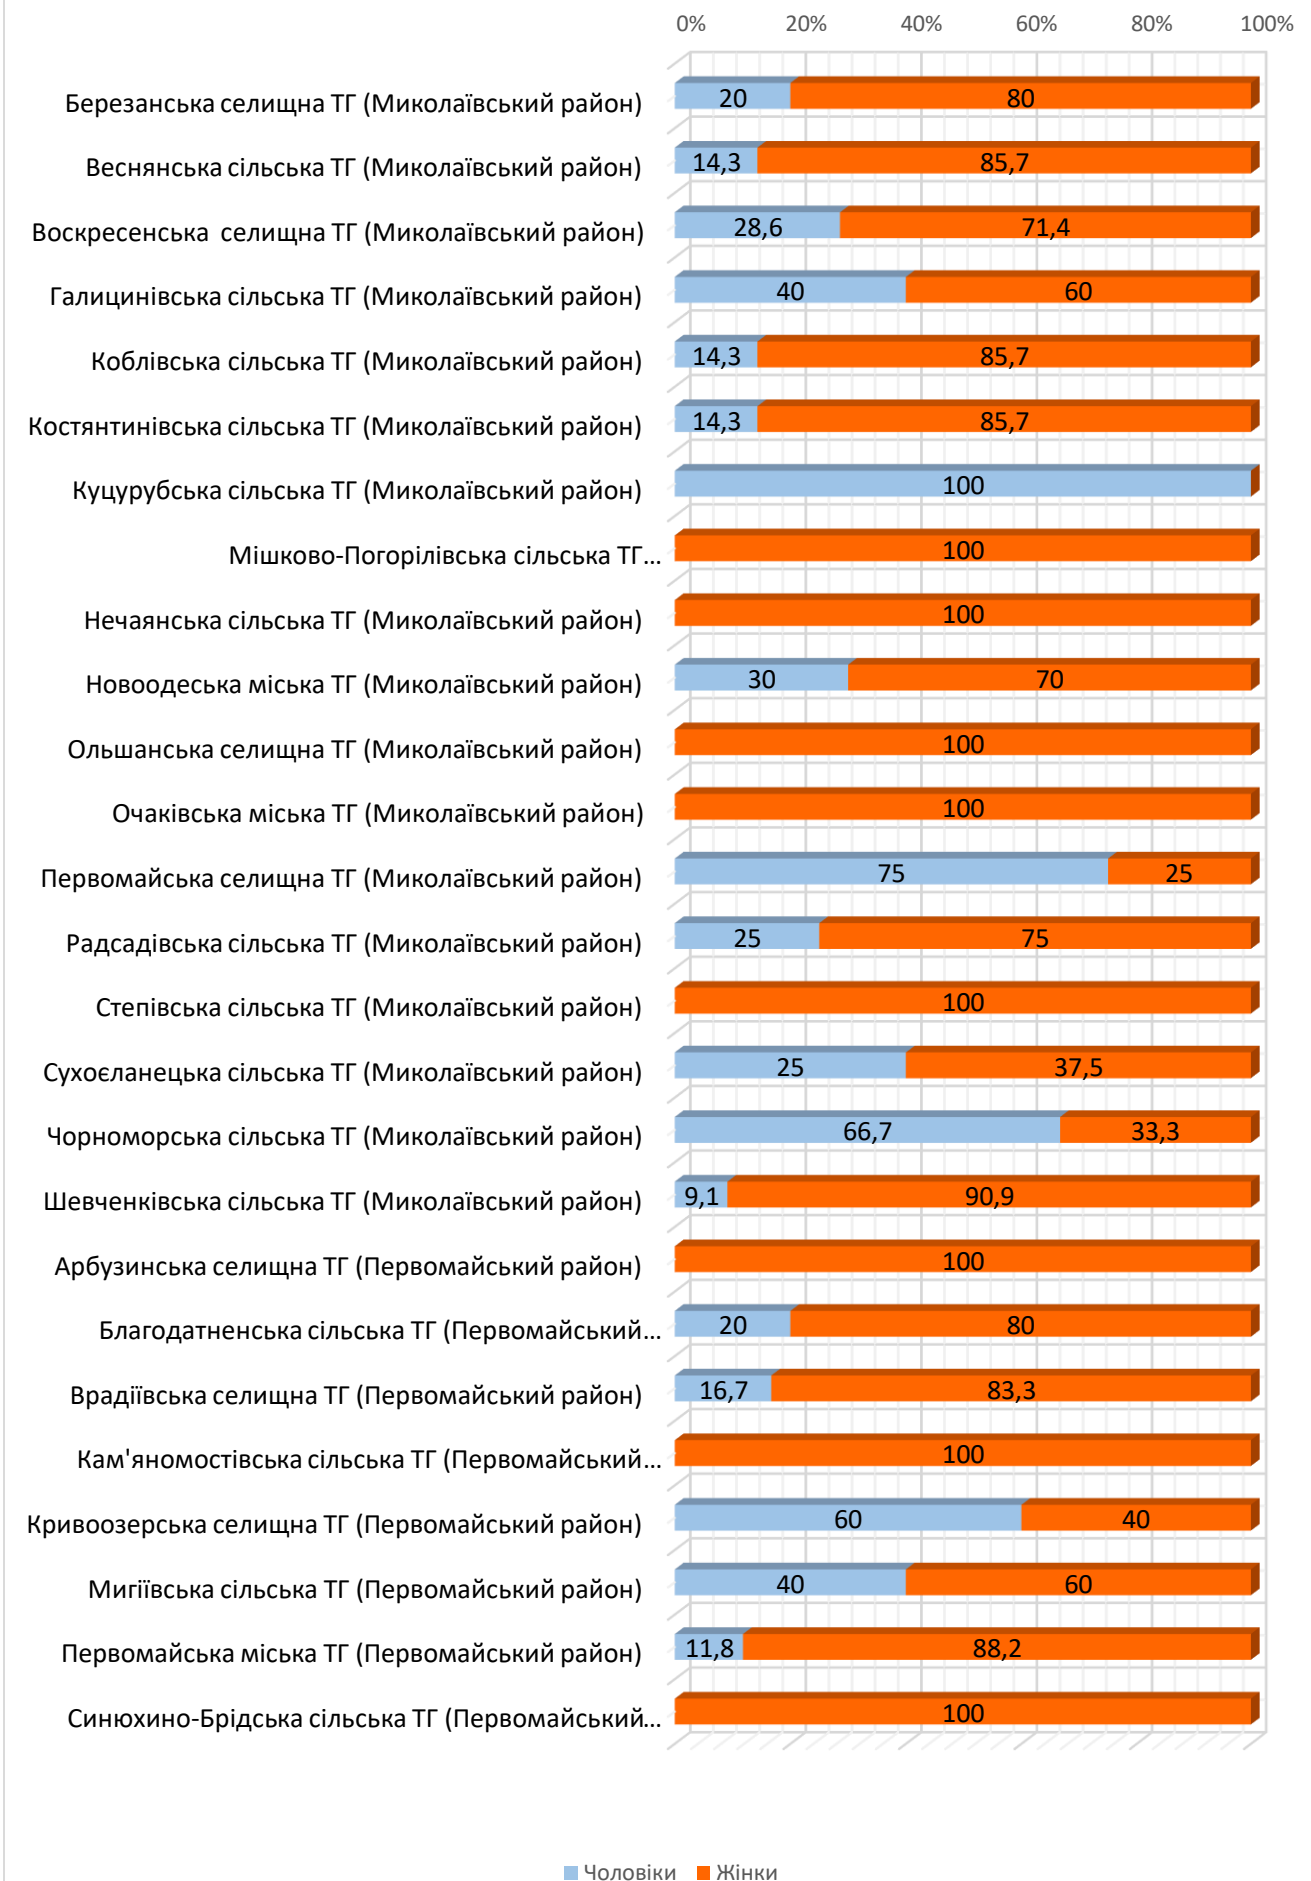 0% 20% 40% 60% 80% 100%
Березанська селищна ТГ (Миколаївський район) 20 80
Веснянська сільська ТГ (Миколаївський район) 14,3 85,7
Воскресенська селищна ТГ (Миколаївський район) 28,6 71,4
Галицинівська сільська ТГ (Миколаївський район) 40 60
Коблівська сільська ТГ (Миколаївський район) 14,3 85,7
Костянтинівська сільська ТГ (Миколаївський район) 14,3 85,7
Куцурубська сільська ТГ (Миколаївський район) 100
Мішково-Погорілівська сільська ТГ... 100
Нечаянська сільська ТГ (Миколаївський район) 100
Новоодеська міська ТГ (Миколаївський район) 30 70
Ольшанська селищна ТГ (Миколаївський район) 100
Очаківська міська ТГ (Миколаївський район) 100
Первомайська селищна ТГ (Миколаївський район) 75 25
Радсадівська сільська ТГ (Миколаївський район) 25 75
Степівська сільська ТГ (Миколаївський район) 100
Сухоєланецька сільська ТГ (Миколаївський район) 25 37,5
Чорноморська сільська ТГ (Миколаївський район) 66,7 33,3
Шевченківська сільська ТГ (Миколаївський район) 9,1 90,9
Арбузинська селищна ТГ (Первомайський район) 100
Благодатненська сільська ТГ (Первомайський... 20 80
Врадіївська селищна ТГ (Первомайський район) 16,7 83,3
Кам'яномостівська сільська ТГ (Первомайський... 100
Кривоозерська селищна ТГ (Первомайський район) 60 40
Мигіївська сільська ТГ (Первомайський район) 40 60
Первомайська міська ТГ (Первомайський район) 11,8 88,2
Синюхино-Брідська сільська ТГ (Первомайський... 100
Чоловіки Жінки